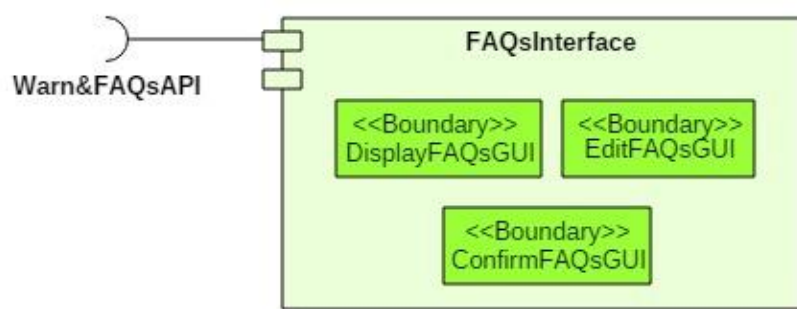 FAQsInterface
Warn&FAQsAPI
<<Boundary>>
DisplayFAQsGUI
<<Boundary>>
EditFAQsGUI
<<Boundary>>
ConfirmFAQsGUI